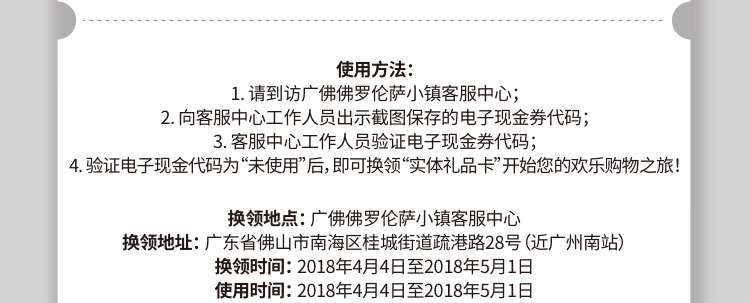 使用方法：
1. 请到访广佛佛罗伦萨小镇客服中心；
2. 向客服中心工作人员出示截图保存的电子现金券代码；
3. 客服中心工作人员验证电子现金券代码；
4. 验证电子现金代码为“未使用”后，即可换领“实体礼品卡”开始您的欢乐购物之旅！
换领地点：广佛佛罗伦萨小镇客服中心
换领地址：广东省佛山市南海区桂城街道疏港路28号（近广州南站）
换领时间：2018年4月4日至2018年5月1日
使用时间：2018年4月4日至2018年5月1日